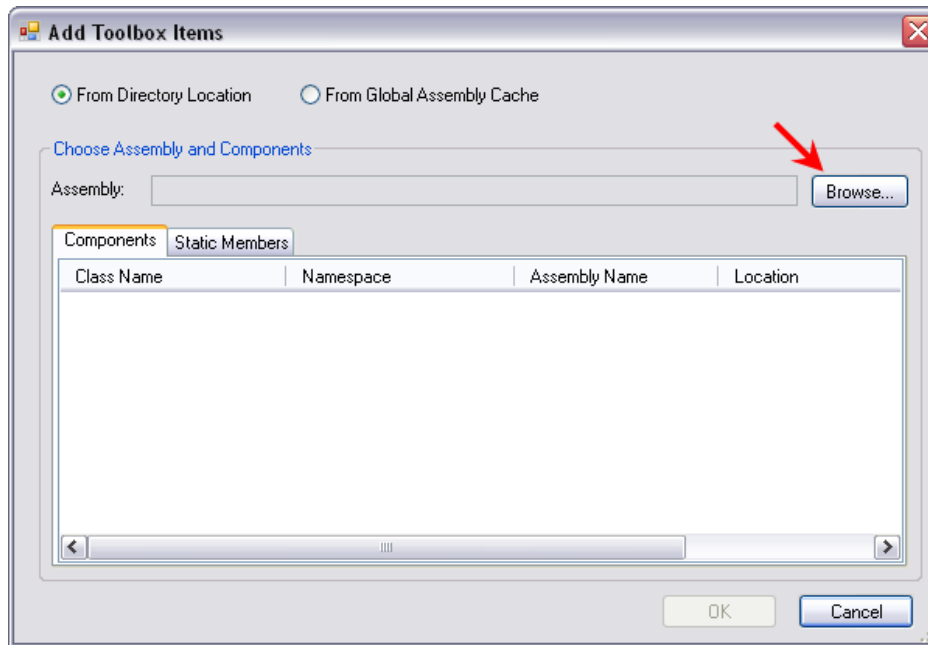 Add Toolbox Items
From Directory Location From Global Assembly Cache
Choose Assembly and Components
Assembly: Browse...
Components Static Members
Class Name Namespace Assembly Name Location
OK Cancel